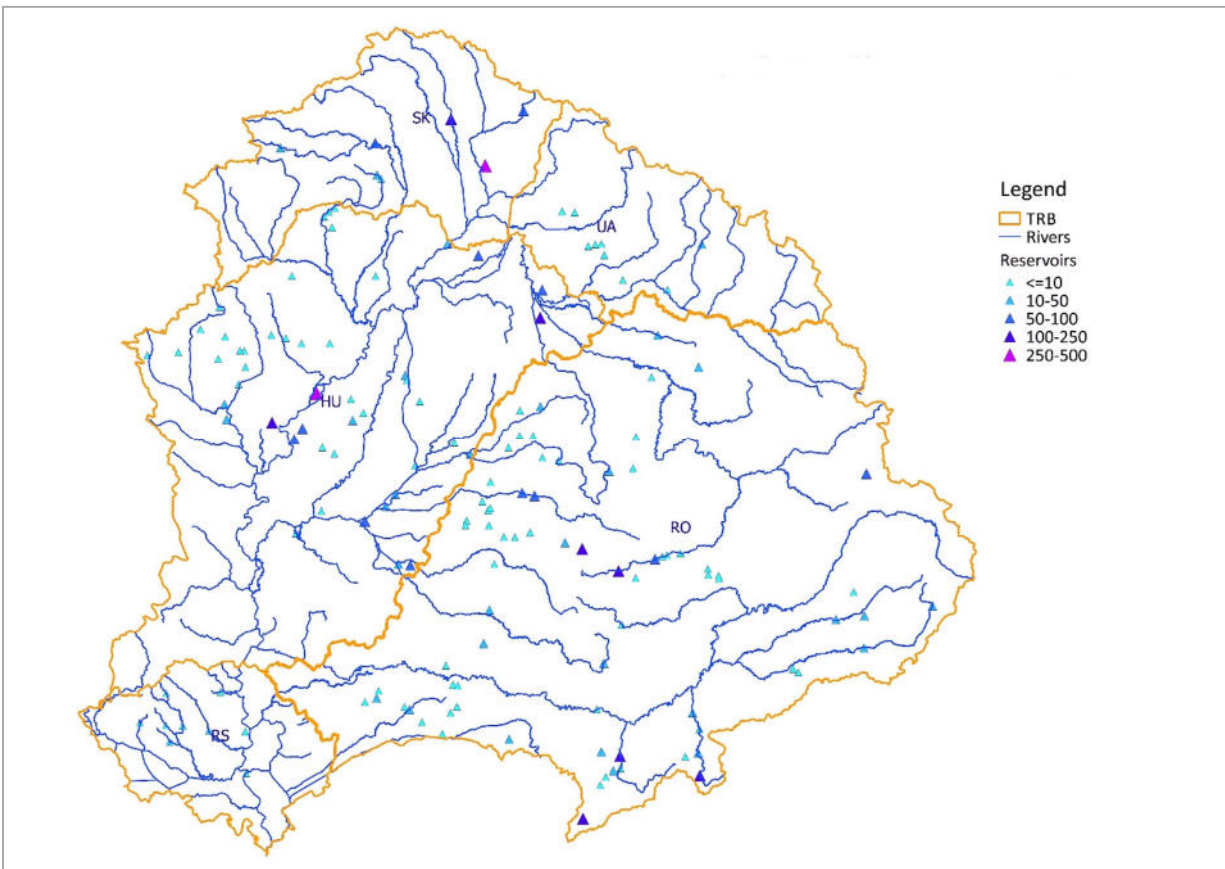 SK
UA
HU
RO
RS
Legend
TRB
Rivers
Reservoirs
<=10
10-50
50-100
100-250
250-500